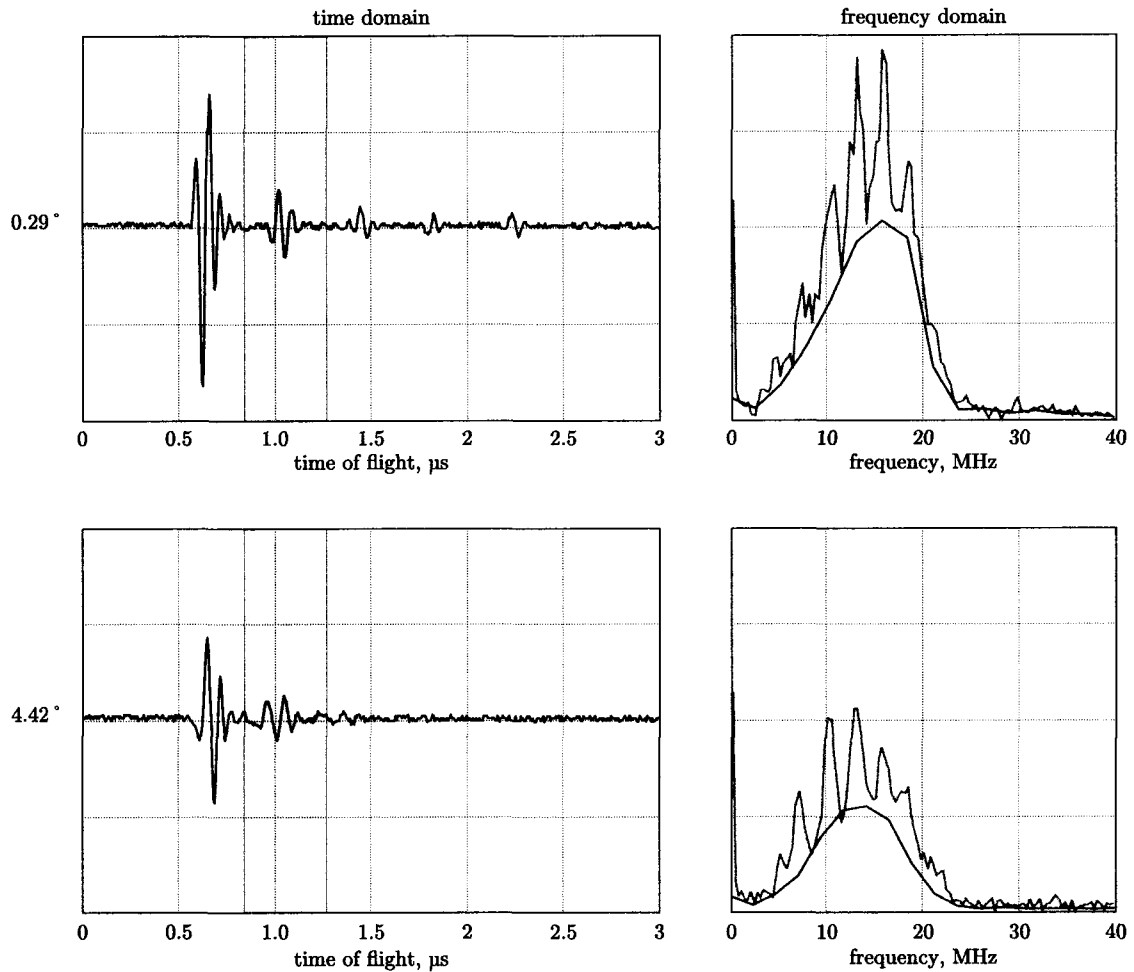 time domain
frequency domain
0.29°
0 0.5 1.0 1.5 2 2.5 3
0 10 20 30 40
time of flight, μs
frequency, MHz
4.42°
0 0.5 1.0 1.5 2 2.5 3
0 10 20 30 40
time of flight, μs
frequency, MHz